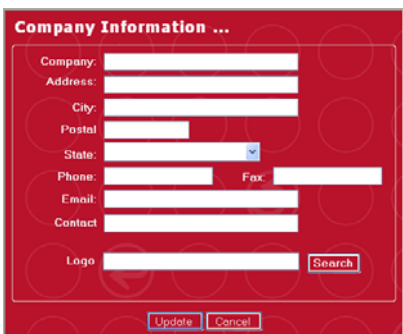 Company Information ...
Company:
Address:
City:
Postal
State:
Phone: Fax
Email:
Contact
Logo Search
Update Cancel